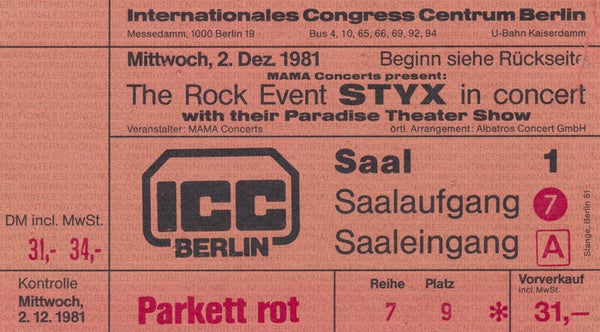 Internationales Congress Centrum Berlin
Messedamm, 1000 Berlin 19 Bus 4, 10, 65, 66, 69, 92, 94 U-Bahn Kaiserdamm
Mittwoch, 2. Dez. 1981 Beginn siehe Rückseite
MAMA Concerts present:
The Rock Event STYX in concert
with their Paradise Theater Show
Veranstalter: MAMA Concerts örtl. Arrangement: Albatros Concert GmbH
ICC
BERLIN
Saal 1
Saalaufgang 7
Saaleingang A
Stange, Berlin 61
DM incl. MwSt.
31,- 34,-
Kontrolle
Mittwoch,
2.12.1981
Parkett rot
Reihe Platz
7 9 *
Vorverkauf
incl. MwSt.
31,—